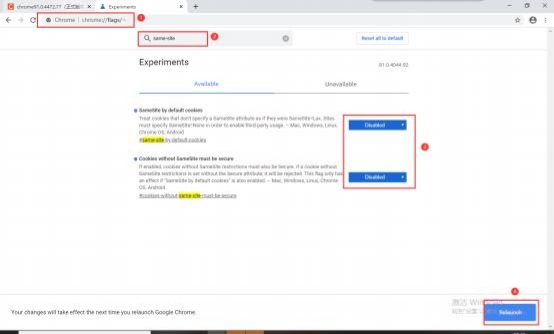 chrome91.0.4472.77 (正式版
Experiments
1
Chrome | chrome://flags/
same-site
2
Reset all to default
Experiments
81.0.4044.92
Available
Unavailable
SameSite by default cookies
Treat cookies that don't specify a SameSite attribute as if they were SameSite=Lax. Sites
must specify SameSite=None in order to enable third-party usage. – Mac, Windows, Linux,
Chrome OS, Android
#same-site-by-default-cookies
Disabled
3
Cookies without SameSite must be secure
If enabled, cookies without SameSite restrictions must also be Secure. If a cookie without
SameSite restrictions is set without the Secure attribute, it will be rejected. This flag only has
an effect if "SameSite by default cookies" is also enabled. – Mac, Windows, Linux, Chrome
OS, Android
#cookies-without-same-site-must-be-secure
Disabled
4
激活 Win
Your changes will take effect the next time you relaunch Google Chrome.
Relaunch